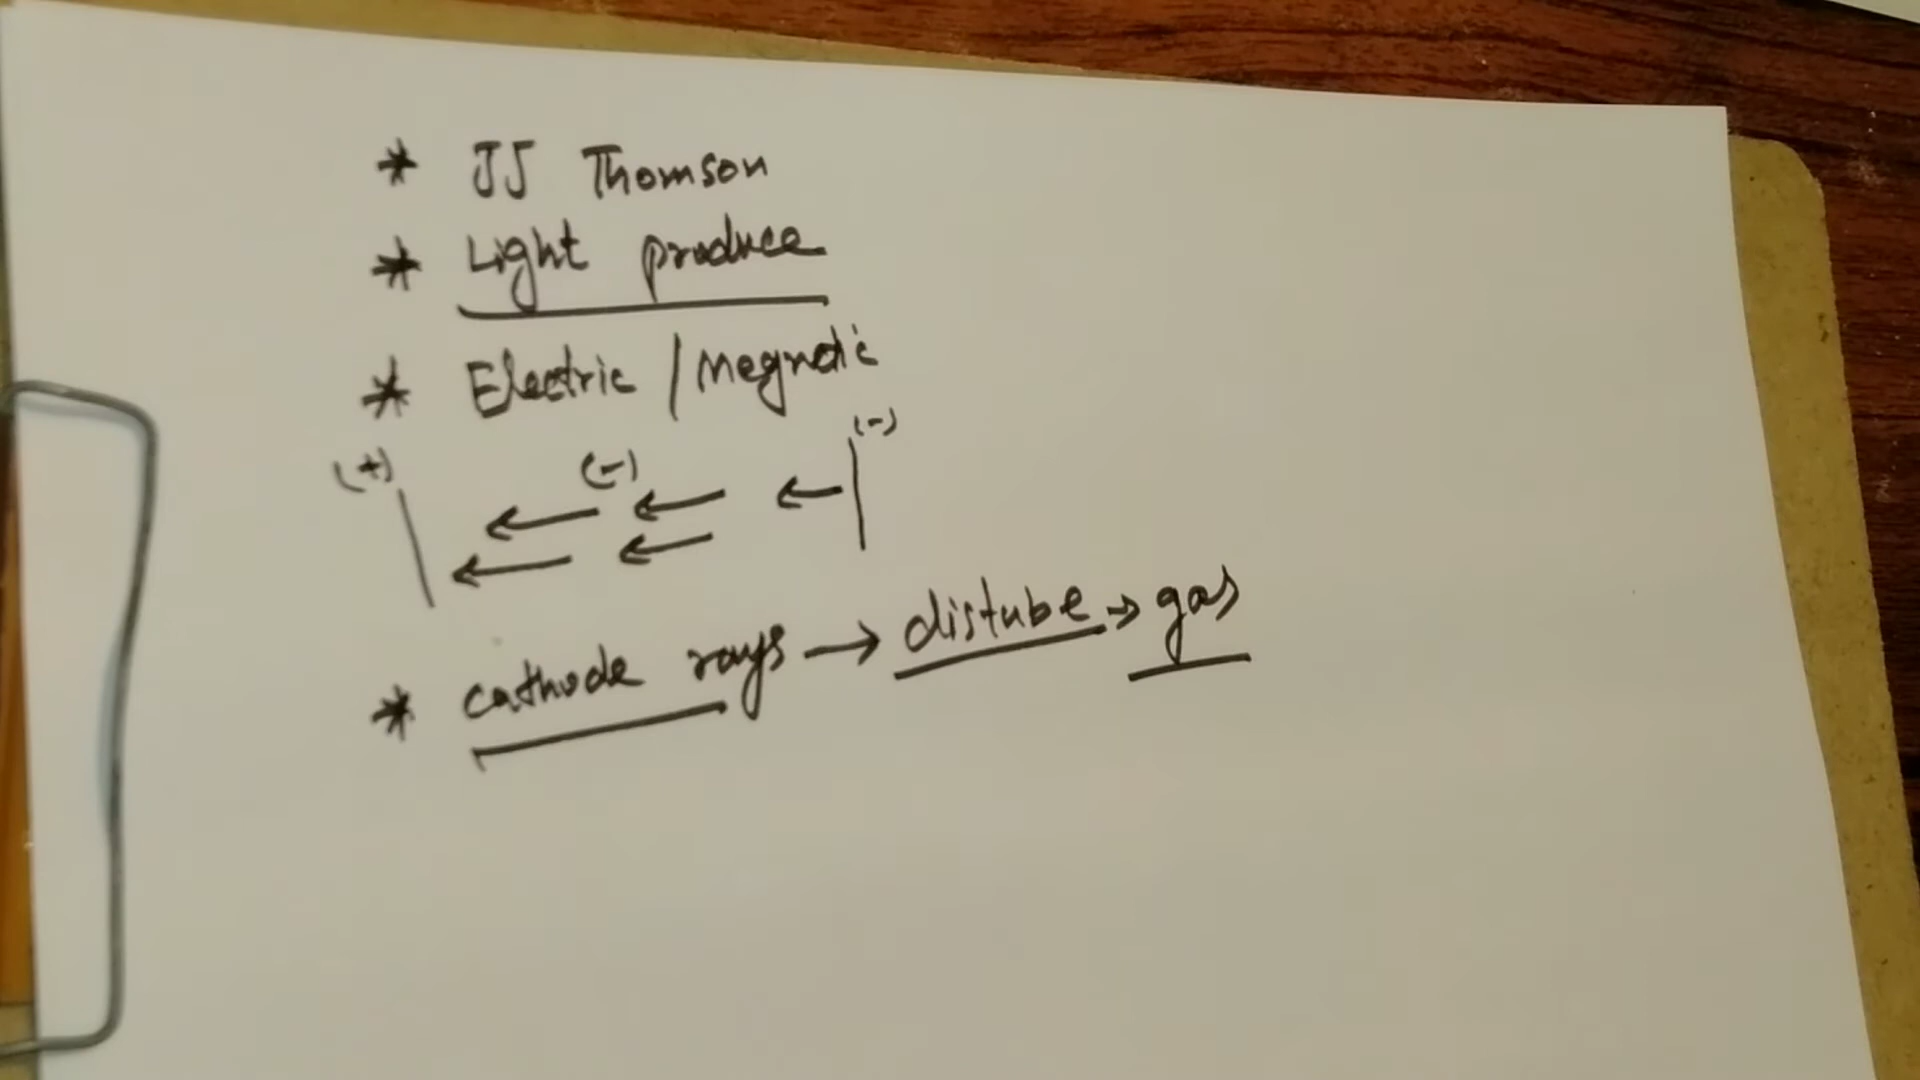 * JJ Thomson
* Light produce
* Electric / Megnetic
(+) (-) (-)
* cathode rays → distube → gas